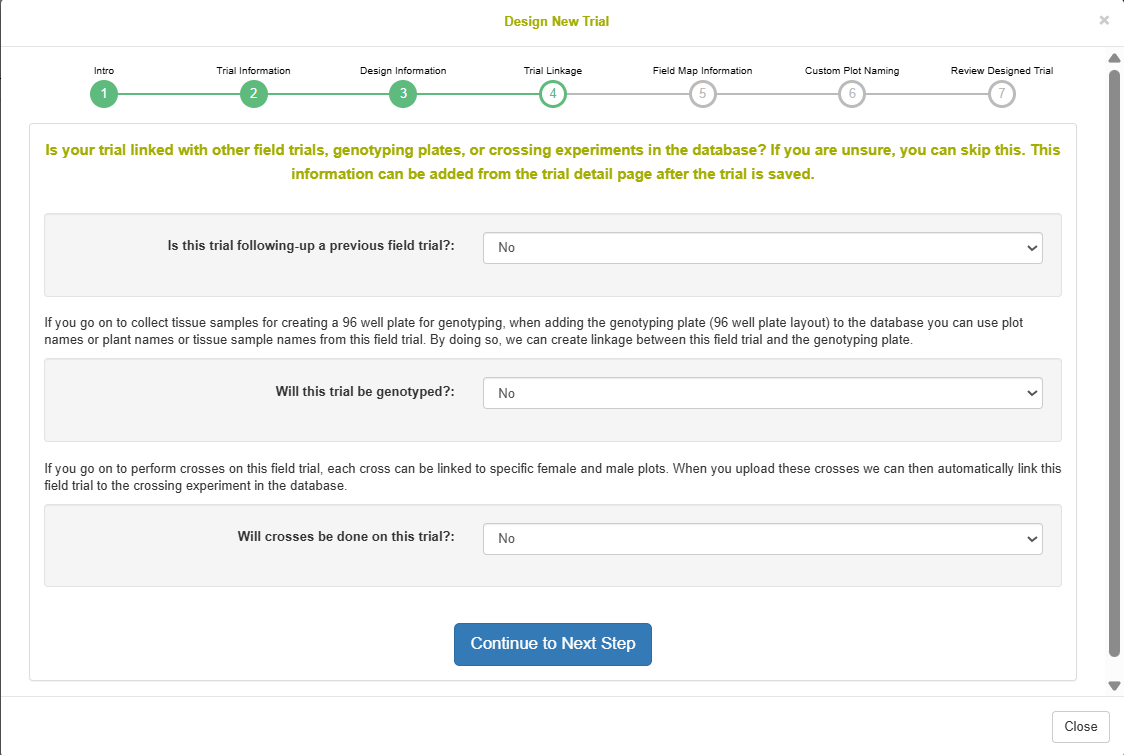 Design New Trial
×
Intro
Trial Information
Design Information
Trial Linkage
Field Map Information
Custom Plot Naming
Review Designed Trial
1
2
3
4
5
6
7
Is your trial linked with other field trials, genotyping plates, or crossing experiments in the database? If you are unsure, you can skip this. This
information can be added from the trial detail page after the trial is saved.
Is this trial following-up a previous field trial?:
No
If you go on to collect tissue samples for creating a 96 well plate for genotyping, when adding the genotyping plate (96 well plate layout) to the database you can use plot
names or plant names or tissue sample names from this field trial. By doing so, we can create linkage between this field trial and the genotyping plate.
Will this trial be genotyped?:
No
If you go on to perform crosses on this field trial, each cross can be linked to specific female and male plots. When you upload these crosses we can then automatically link this
field trial to the crossing experiment in the database.
Will crosses be done on this trial?:
No
Continue to Next Step
Close